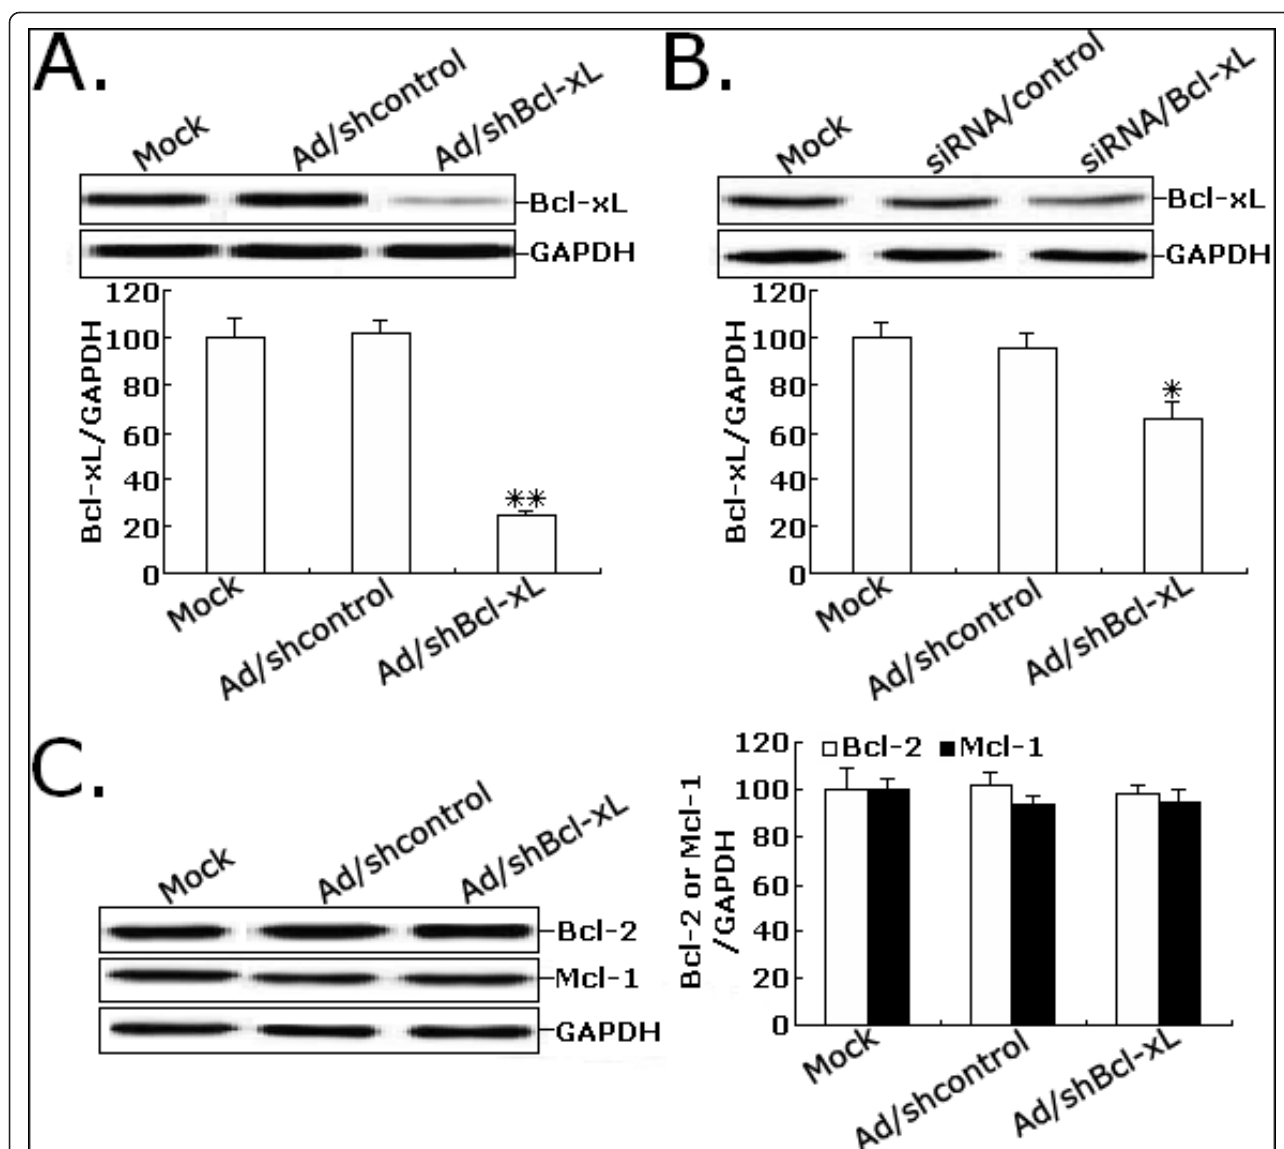 A.
Mock Ad/shcontrol Ad/shBcl-xL
Bcl-xL
GAPDH
120
100
80
60
40
20
0
Bcl-xL/GAPDH
**
Mock Ad/shcontrol Ad/shBcl-xL
B.
Mock siRNA/control siRNA/Bcl-xL
Bcl-xL
GAPDH
120
100
80
60
40
20
0
Bcl-xL/GAPDH
*
Mock Ad/shcontrol Ad/shBcl-xL
C.
Mock Ad/shcontrol Ad/shBcl-xL
Bcl-2
Mcl-1
GAPDH
Bcl-2 Mcl-1
120
100
80
60
40
20
0
Bcl-2 or Mcl-1
/GAPDH
Mock Ad/shcontrol Ad/shBcl-xL